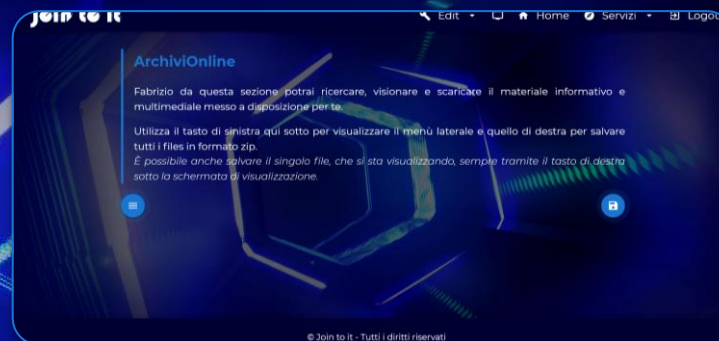 join to it
Edit Home Servizi Logout
ArchiviOnline
Fabrizio da questa sezione potrai ricercare, visionare e scaricare il materiale informativo e
multimediale messo a disposizione per te.
Utilizza il tasto di sinistra qui sotto per visualizzare il menù laterale e quello di destra per salvare
tutti i files in formato zip.
È possibile anche salvare il singolo file, che si sta visualizzando, sempre tramite il tasto di destra
sotto la schermata di visualizzazione.
© Join to it - Tutti i diritti riservati